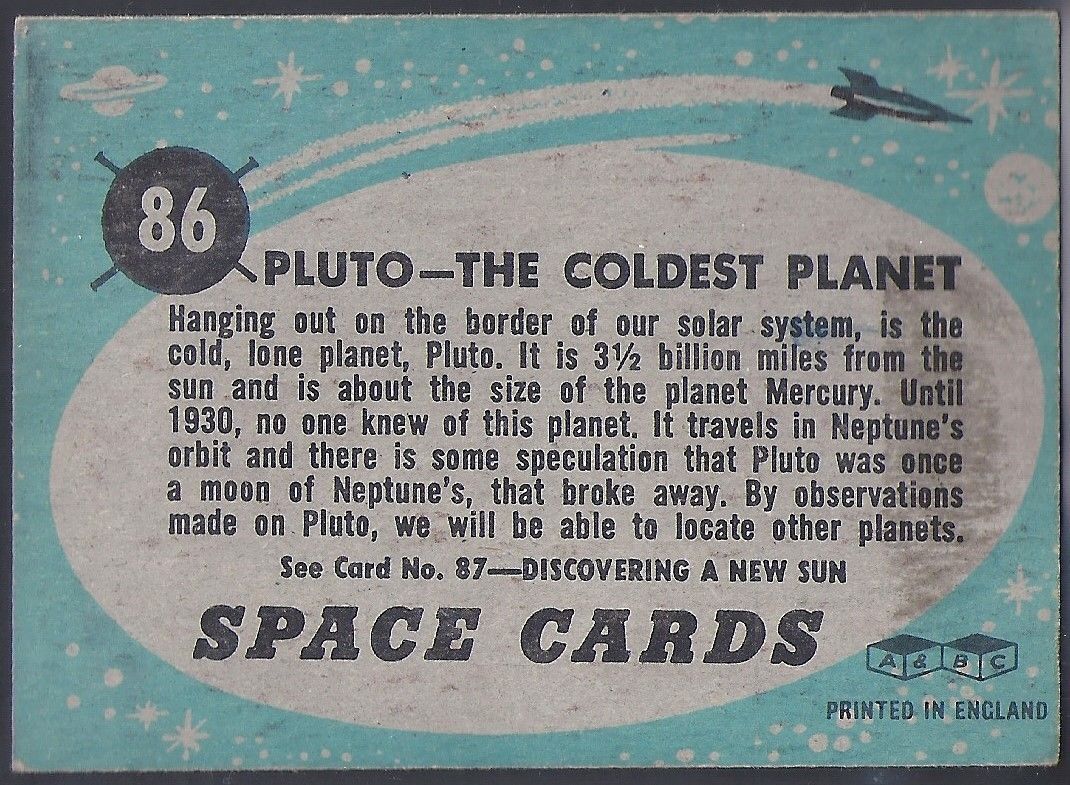 86
PLUTO—THE COLDEST PLANET
Hanging out on the border of our solar system, is the
cold, lone planet, Pluto. It is 3½ billion miles from the
sun and is about the size of the planet Mercury. Until
1930, no one knew of this planet. It travels in Neptune's
orbit and there is some speculation that Pluto was once
a moon of Neptune's, that broke away. By observations
made on Pluto, we will be able to locate other planets.
See Card No. 87—DISCOVERING A NEW SUN
SPACE CARDS
A & B C
PRINTED IN ENGLAND